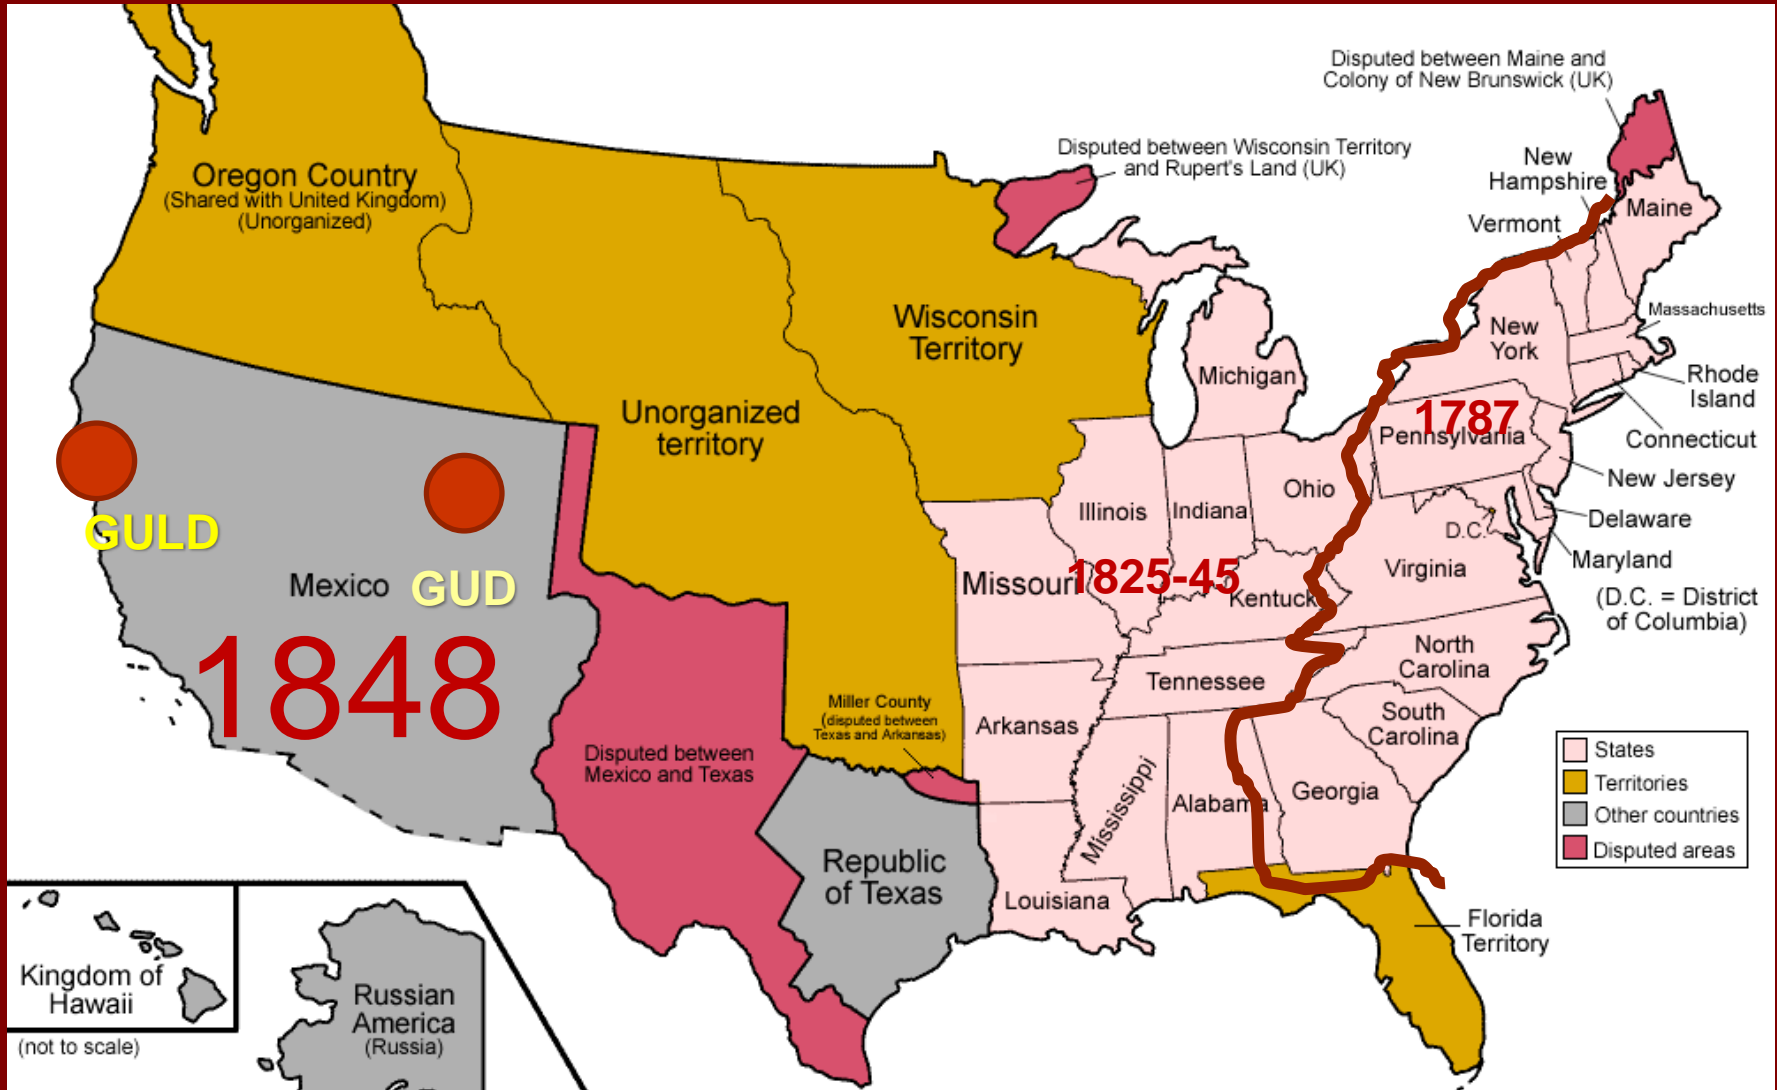 Disputed between Maine and
Colony of New Brunswick (UK)
Disputed between Wisconsin Territory
and Rupert's Land (UK)
New
Hampshire
Vermont
Maine
Oregon Country
(Shared with United Kingdom)
(Unorganized)
Wisconsin
Territory
Unorganized
territory
Michigan
New
York
Massachusetts
Rhode
Island
Connecticut
1787
Pennsylvania
New Jersey
Delaware
Maryland
(D.C. = District
of Columbia)
D.C.
Ohio
Indiana
Illinois
GULD
Mexico
GUD
1848
Missouri
1825-45
Kentuck
Virginia
North
Carolina
Tennessee
South
Carolina
Arkansas
Miller County
(disputed between
Texas and Arkansas)
Disputed between
Mexico and Texas
Mississippi
Alabama
Georgia
Republic
of Texas
Louisiana
Florida
Territory
States
Territories
Other countries
Disputed areas
Kingdom of
Hawaii
(not to scale)
Russian
America
(Russia)